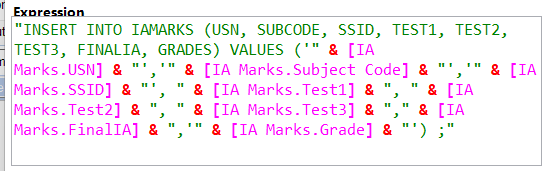 Expression
"INSERT INTO IAMARKS (USN, SUBCODE, SSID, TEST1, TEST2,
TEST3, FINALIA, GRADES) VALUES ('" & [IA
Marks.USN] & "','" & [IA Marks.Subject Code] & "','" & [IA
Marks.SSID] & "', " & [IA Marks.Test1] & ", " & [IA
Marks.Test2] & ", " & [IA Marks.Test3] & "," & [IA
Marks.FinalIA] & ",'" & [IA Marks.Grade] & "') ;"